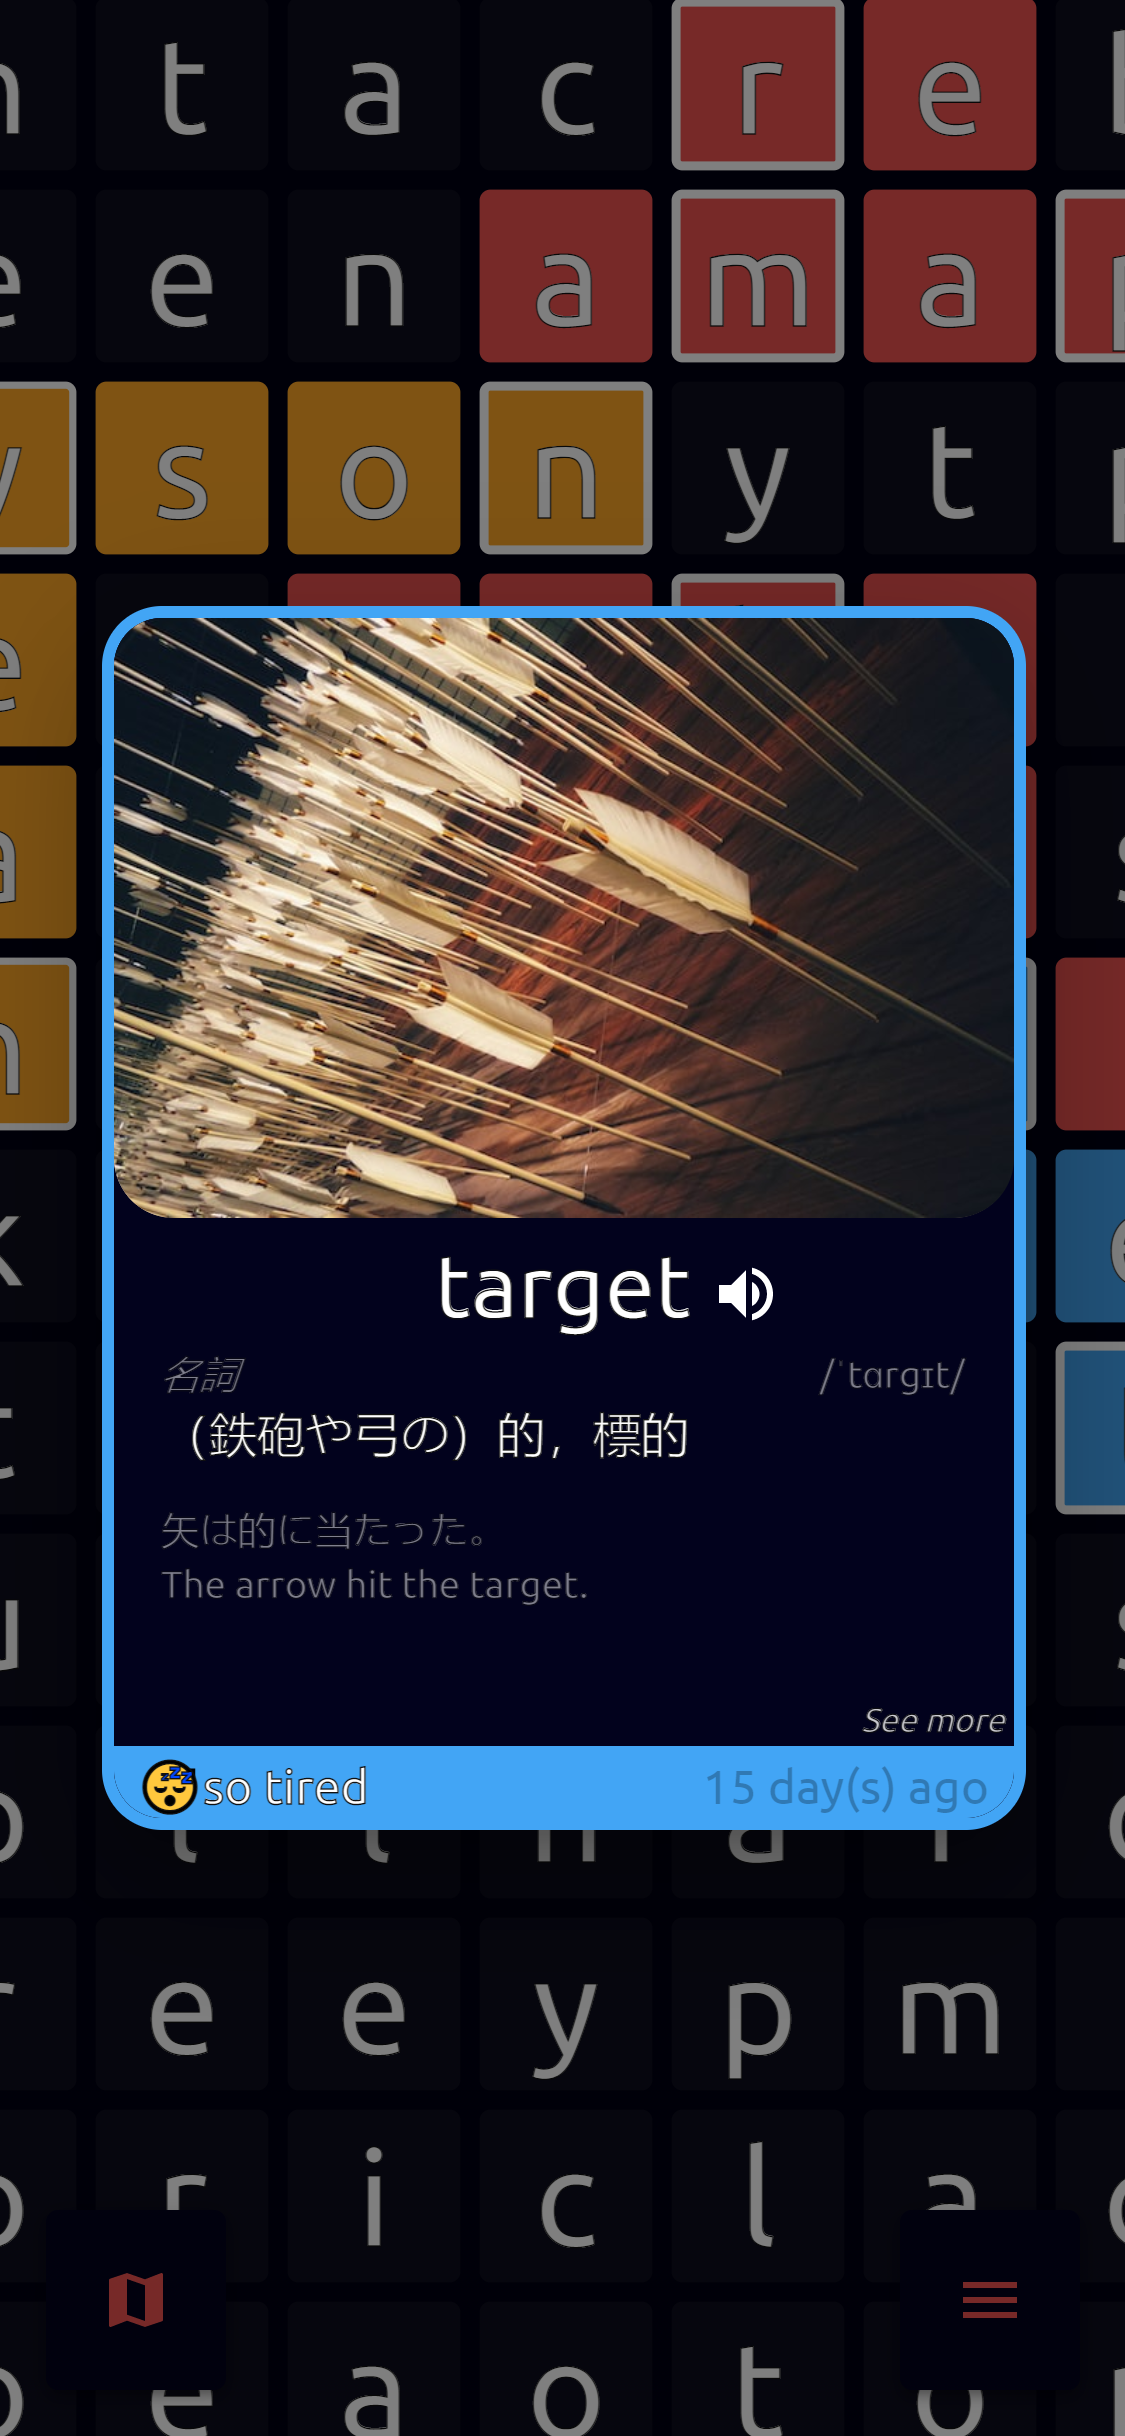 t a c r e
e e n a m a
y s o n y t
e
a
n
k
e
t
target
名詞 /ˈtɑrgɪt/
（鉄砲や弓の）的，標的
矢は的に当たった。
The arrow hit the target.
See more
😴so tired 15 day(s) ago
e e y p m
r i c l a
e a o t o